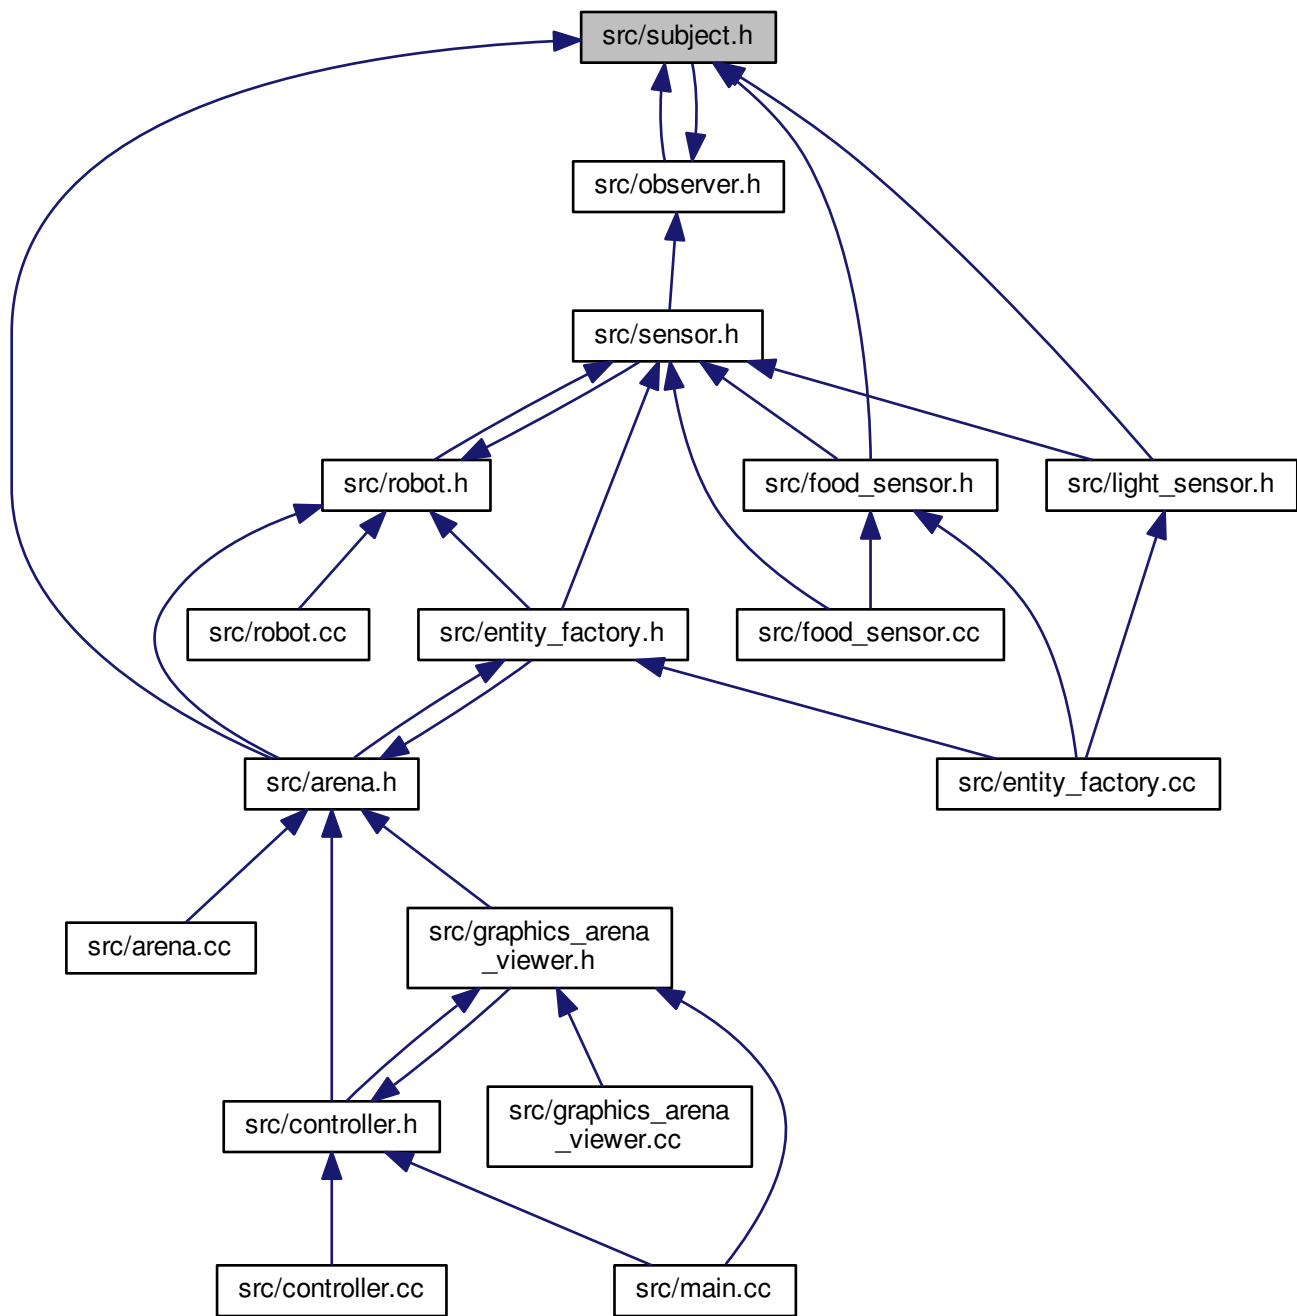 src/subject.h
src/observer.h
src/sensor.h
src/robot.h
src/food_sensor.h
src/light_sensor.h
src/robot.cc
src/entity_factory.h
src/food_sensor.cc
src/arena.h
src/entity_factory.cc
src/arena.cc
src/graphics_arena
_viewer.h
src/controller.h
src/graphics_arena
_viewer.cc
src/controller.cc
src/main.cc